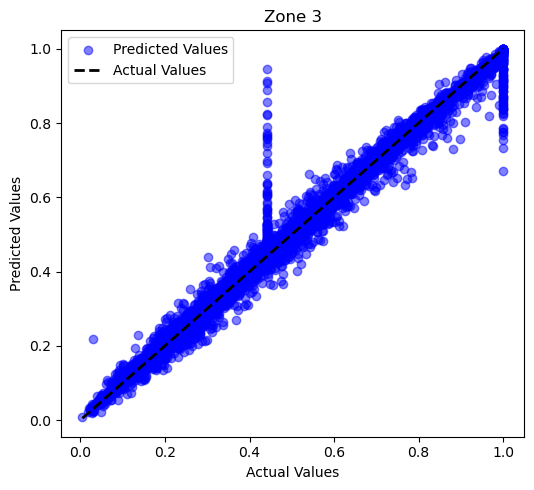 Zone 3
Predicted Values
Actual Values
1.0
0.8
0.6
0.4
0.2
0.0
Predicted Values
0.0 0.2 0.4 0.6 0.8 1.0
Actual Values